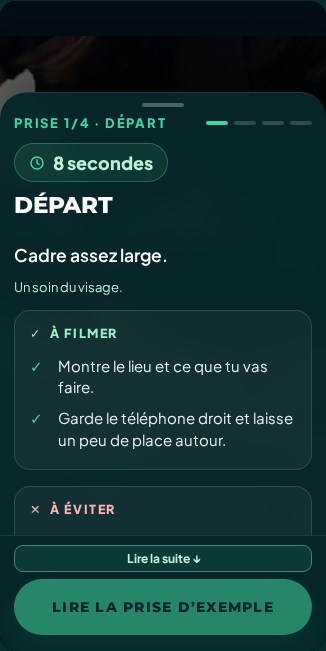 PRISE 1/4 · DÉPART
8 secondes
DÉPART
Cadre assez large.
Un soin du visage.
✓ À FILMER
✓ Montre le lieu et ce que tu vas
faire.
✓ Garde le téléphone droit et laisse
un peu de place autour.
✕ À ÉVITER
Lire la suite ↓
LIRE LA PRISE D’EXEMPLE